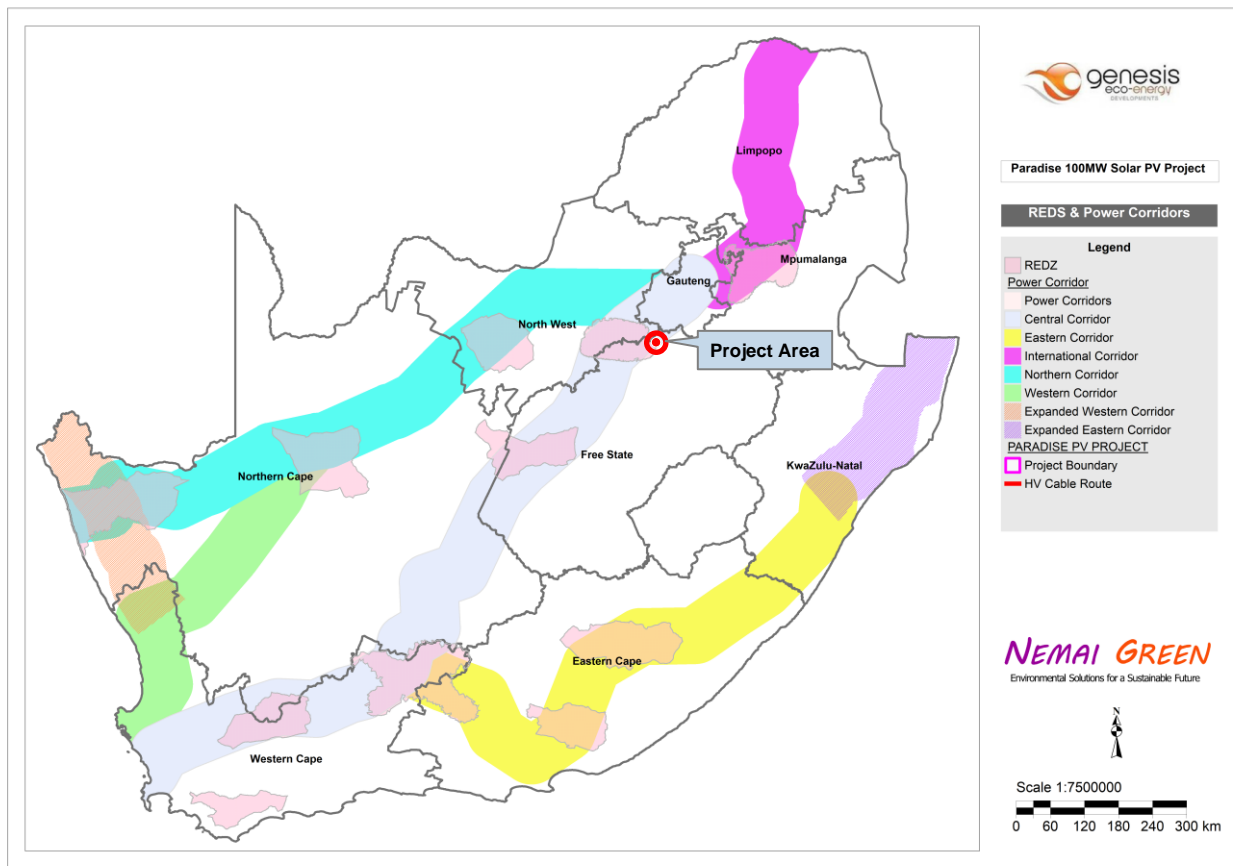 Limpopo
Mpumalanga
Gauteng
North West
Project Area
Free State
KwaZulu-Natal
Northern Cape
Eastern Cape
Western Cape
genesis
eco-energy
DEVELOPMENTS
Paradise 100MW Solar PV Project
REDS & Power Corridors
Legend
REDZ
Power Corridor
Power Corridors
Central Corridor
Eastern Corridor
International Corridor
Northern Corridor
Western Corridor
Expanded Western Corridor
Expanded Eastern Corridor
PARADISE PV PROJECT
Project Boundary
HV Cable Route
NEMAI GREEN
Environmental Solutions for a Sustainable Future
N
Scale 1:7500000
0 60 120 180 240 300 km